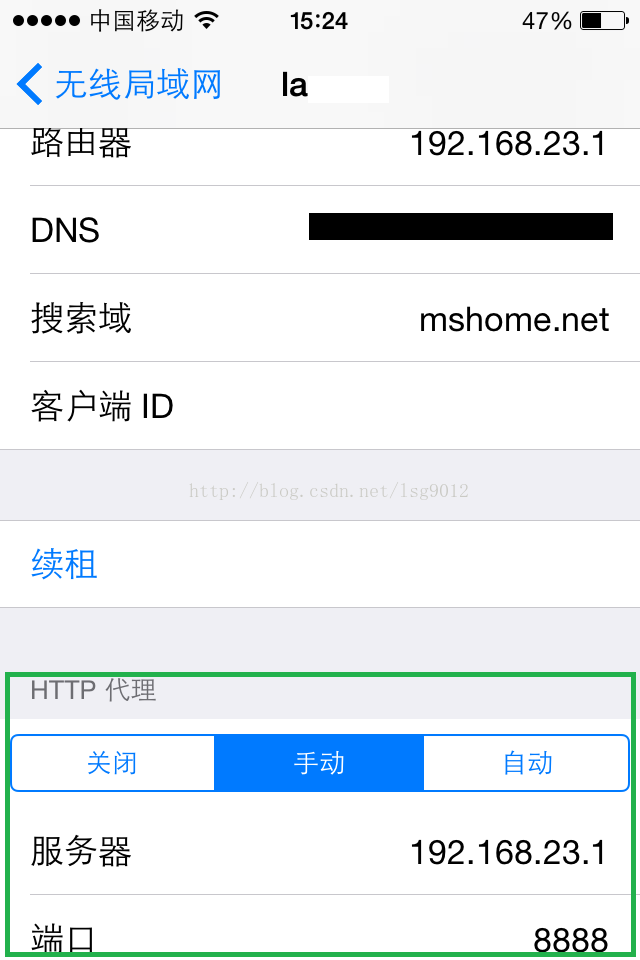 中国移动 15:24 47%
无线局域网 la
路由器 192.168.23.1
DNS
搜索域 mshome.net
客户端 ID
http://blog.csdn.net/lsg9012
续租
HTTP 代理
关闭 手动 自动
服务器 192.168.23.1
端口 8888